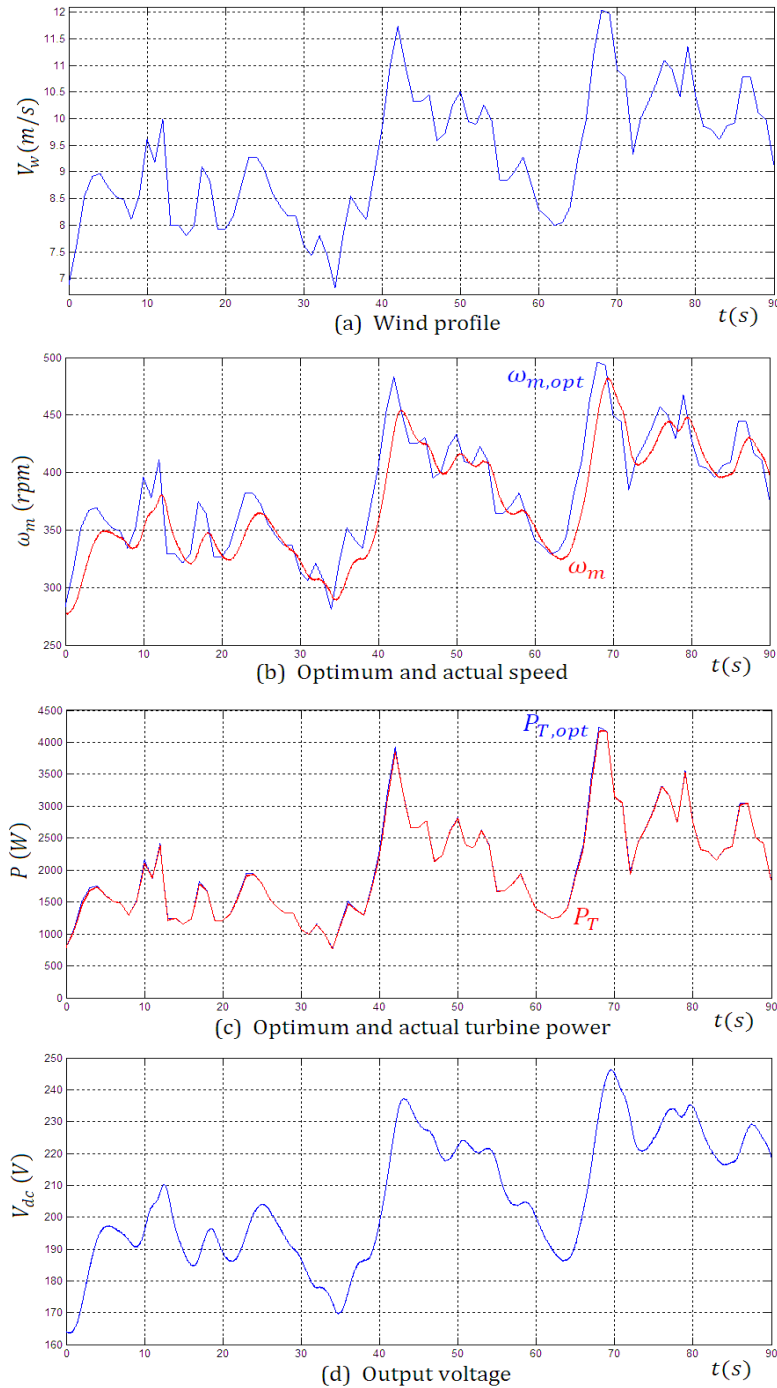 12
11.5
11
10.5
10
9.5
9
8.5
8
7.5
7
V_w(m/s)
0 10 20 30 40 50 60 70 80 90
(a) Wind profile
t(s)
500
450
400
350
300
250
ω_m (rpm)
ω_{m,opt}
ω_m
0 10 20 30 40 50 60 70 80 90
(b) Optimum and actual speed
t(s)
4500
4000
3500
3000
2500
2000
1500
1000
500
0
P (W)
P_{T,opt}
P_T
0 10 20 30 40 50 60 70 80 90
(c) Optimum and actual turbine power
t(s)
250
240
230
220
210
200
190
180
170
160
V_{dc} (V)
0 10 20 30 40 50 60 70 80 90
(d) Output voltage
t(s)